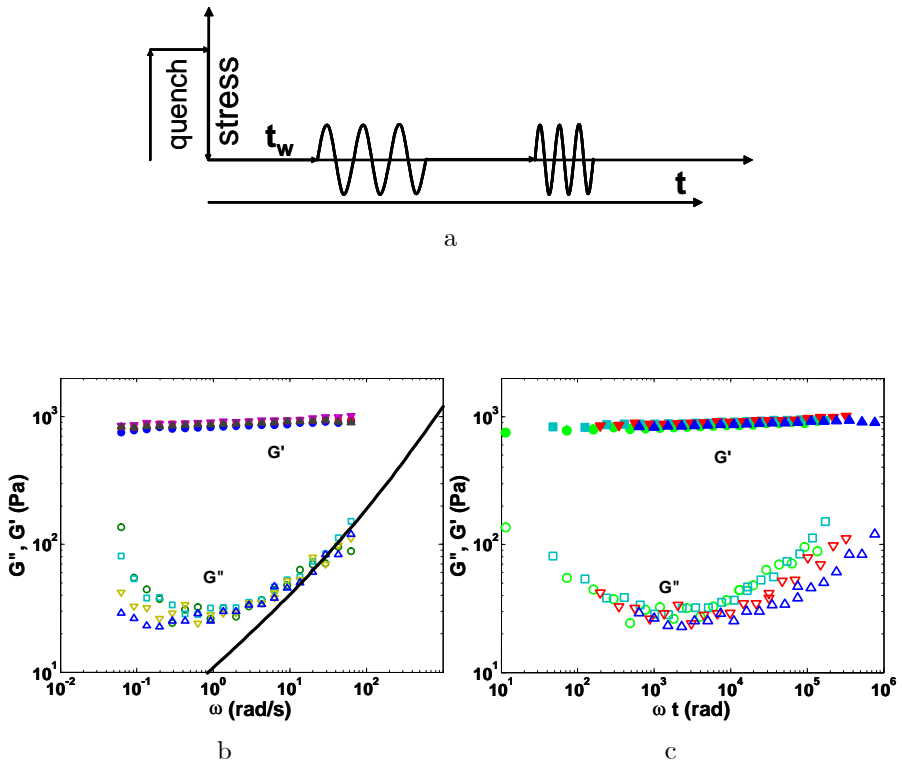 quench
stress
t_w
t
a
10^3
10^2
10^1
G'', G' (Pa)
G'
G''
10^-2
10^-1
10^0
10^1
10^2
ω (rad/s)
b
10^3
10^2
10^1
G'', G' (Pa)
G'
G''
10^1
10^2
10^3
10^4
10^5
10^6
ω t (rad)
c